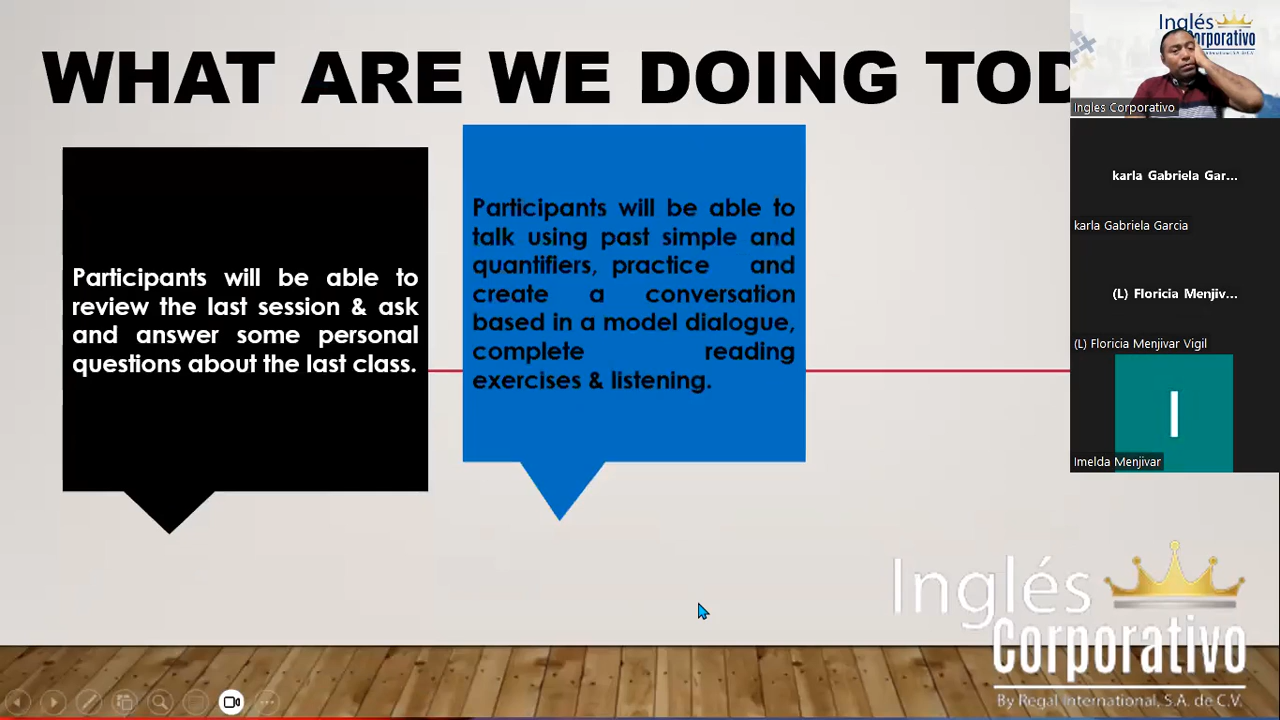 WHAT ARE WE DOING TOD
Participants will be able to
review the last session & ask
and answer some personal
questions about the last class.
Participants will be able to
talk using past simple and
quantifiers, practice and
create a conversation
based in a model dialogue,
complete reading
exercises & listening.
Inglés
Corporativo
Ingles Corporativo
karla Gabriela Gar...
karla Gabriela Garcia
(L) Floricia Menjiv...
(L) Floricia Menjivar Vigil
I
Imelda Menjivar
Inglés
Corporativo
By Regal International, S.A. de C.V.